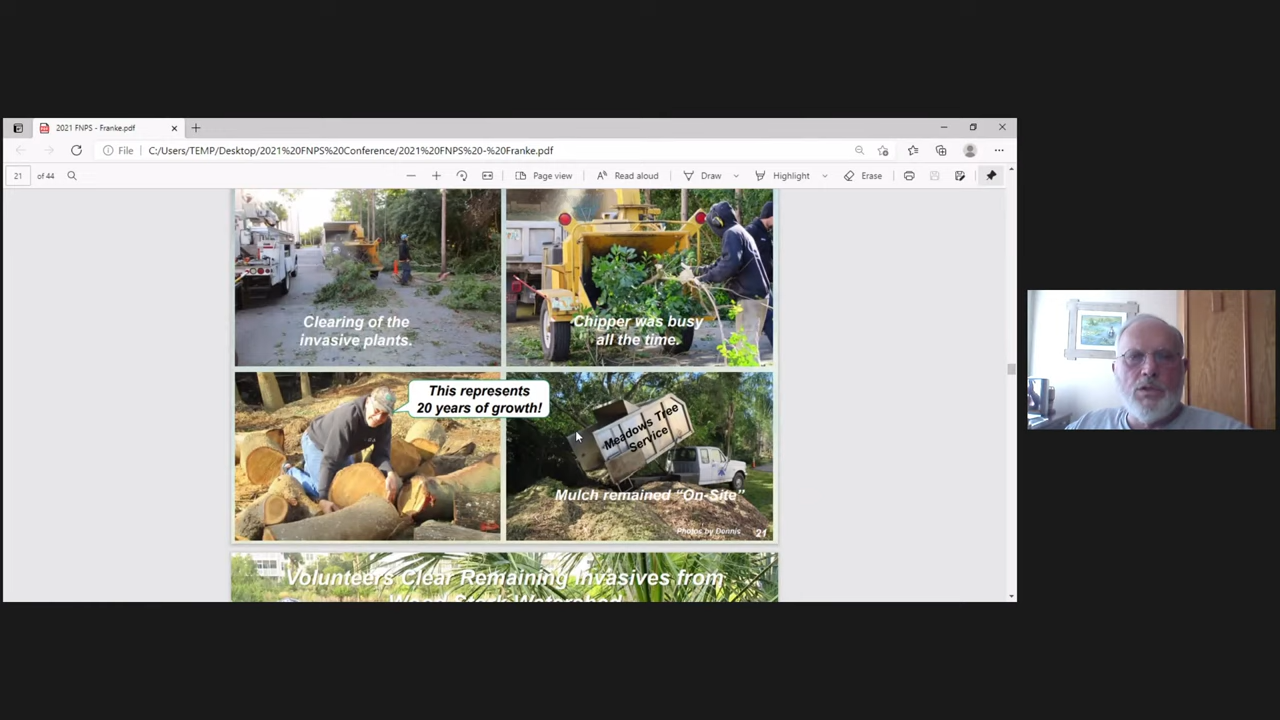 2021 FNPS - Franke.pdf
File
C:/Users/TEMP/Desktop/2021%20FNPS%20Conference/2021%20FNPS%20-%20Franke.pdf
21 of 44
Page view
Read aloud
Draw
Highlight
Erase
Clearing of the
invasive plants.
Chipper was busy
all the time.
This represents
20 years of growth!
Meadows Tree
Service
Mulch remained “On-Site”
Photos by Dennis
21
Volunteers Clear Remaining Invasives from
Wood Stork Watershed